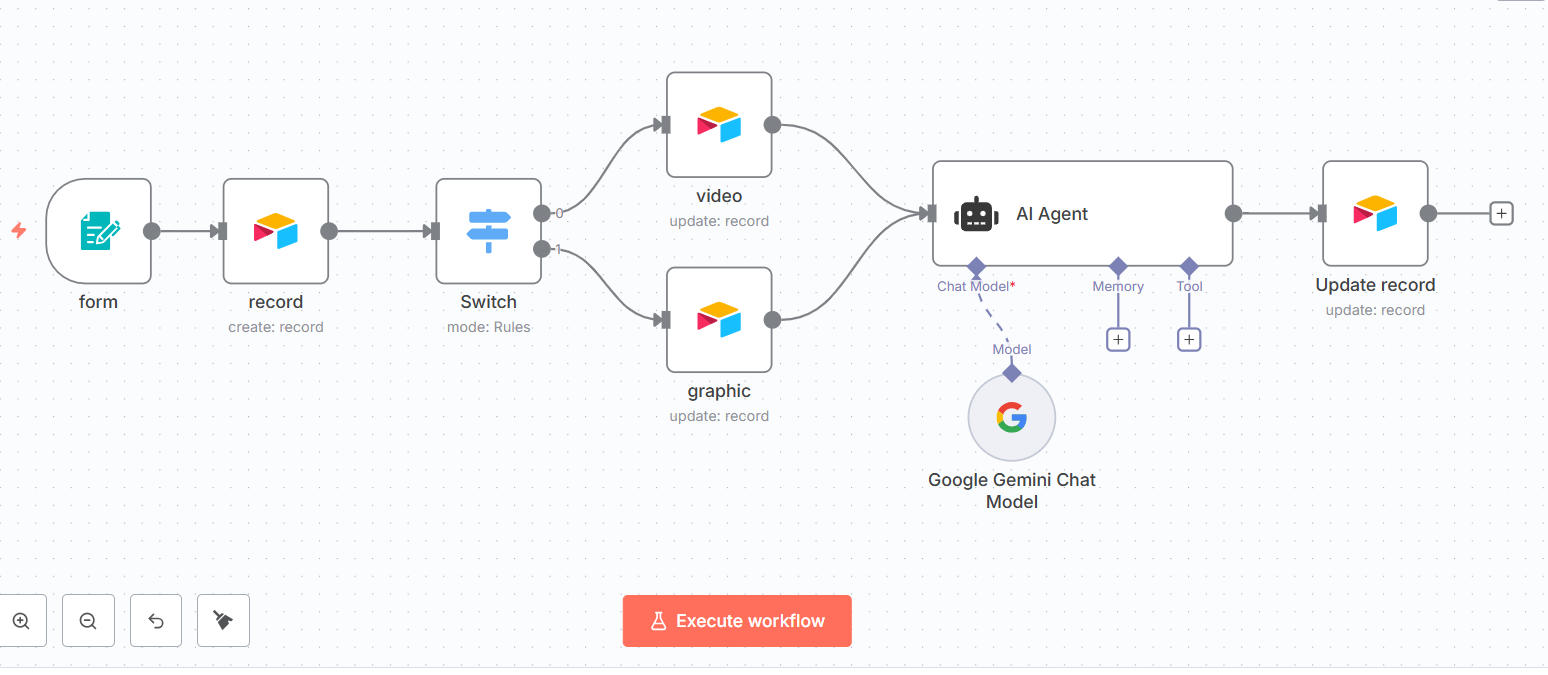 video
update: record
form
record
create: record
Switch
mode: Rules
0
1
graphic
update: record
AI Agent
Chat Model*
Memory
Tool
Model
Google Gemini Chat
Model
Update record
update: record
Execute workflow